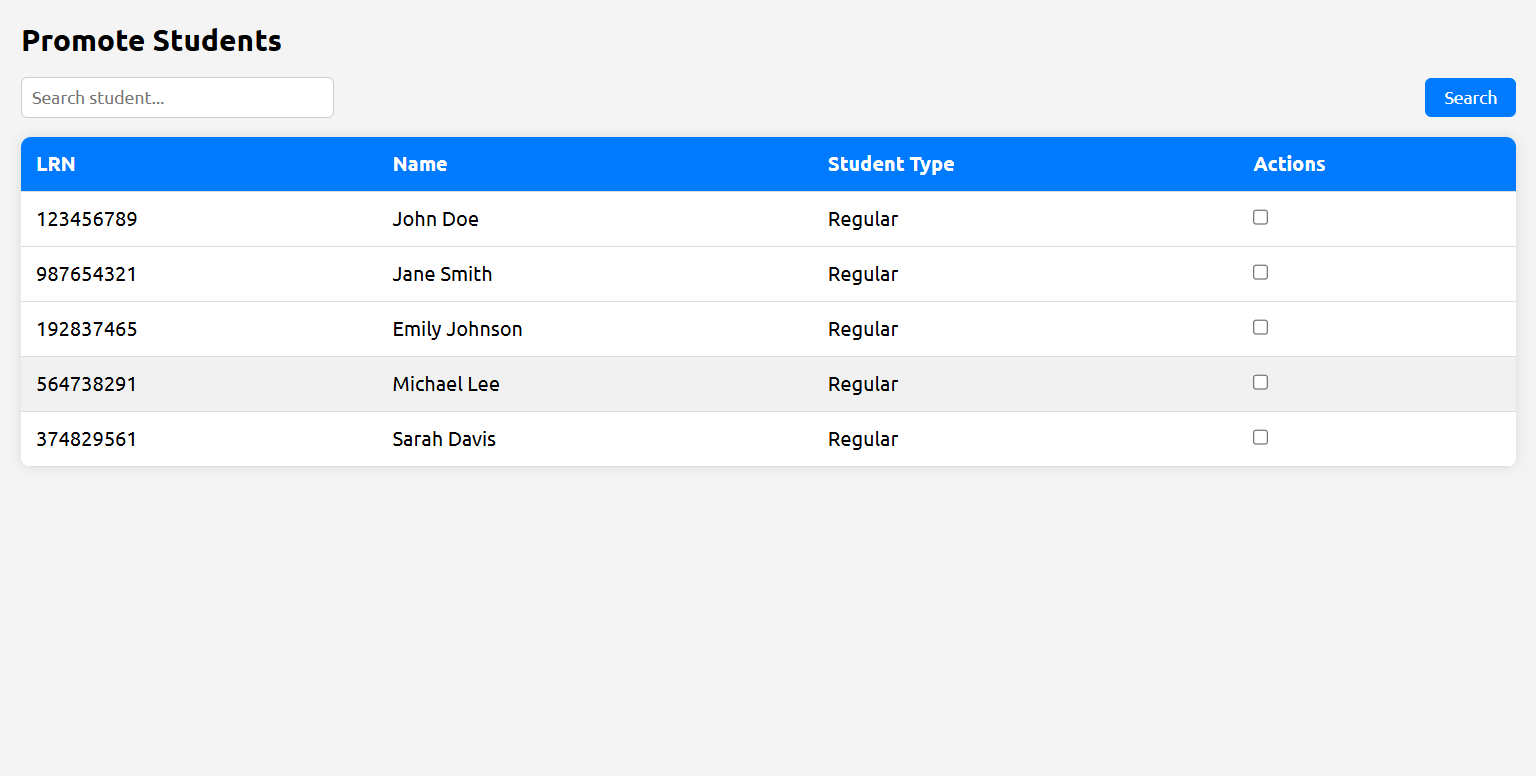 Promote Students
Search student...
Search
LRN Name Student Type Actions
123456789 John Doe Regular
987654321 Jane Smith Regular
192837465 Emily Johnson Regular
564738291 Michael Lee Regular
374829561 Sarah Davis Regular